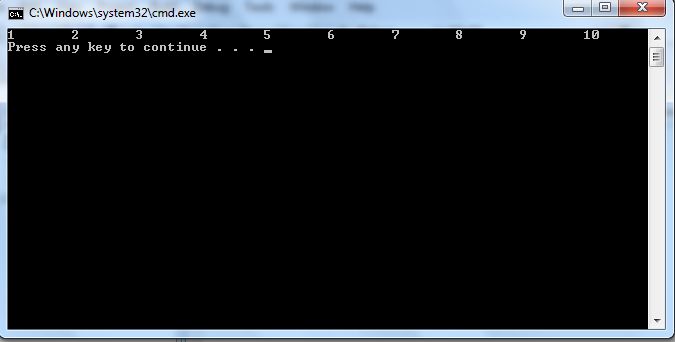 C:\Windows\system32\cmd.exe
1 2 3 4 5 6 7 8 9 10
Press any key to continue . . .